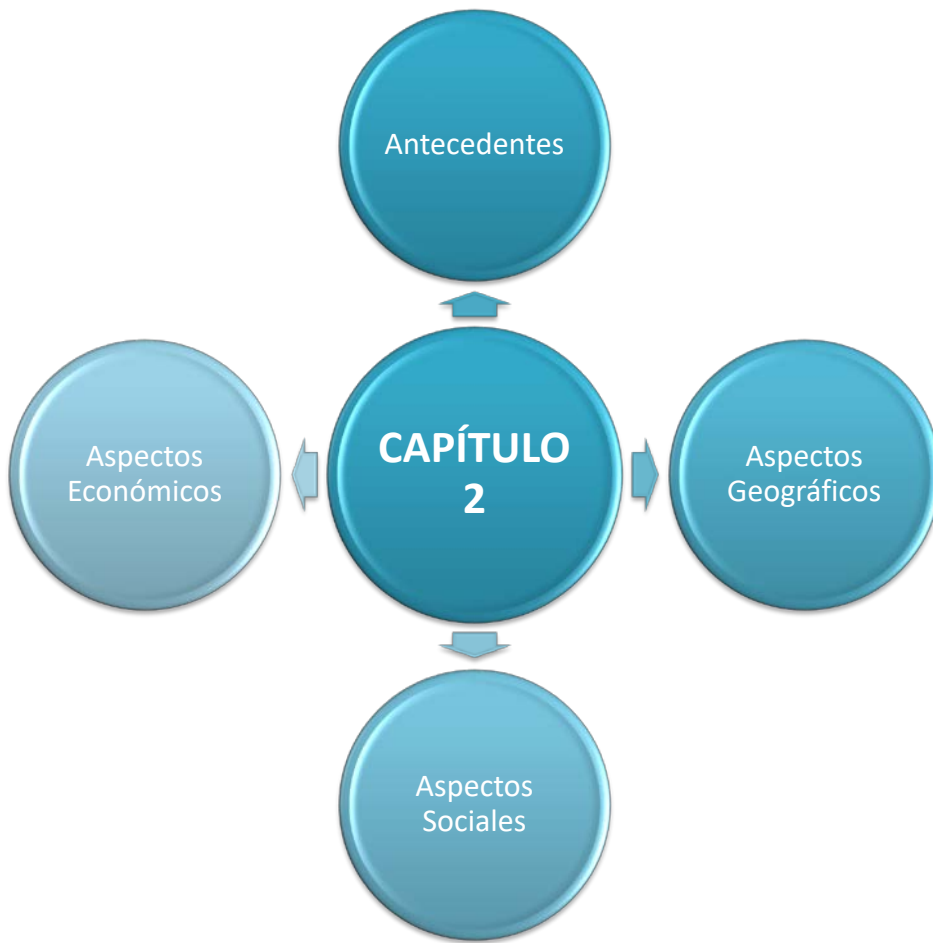 Antecedentes
Aspectos
Económicos
CAPÍTULO
2
Aspectos
Geográficos
Aspectos
Sociales